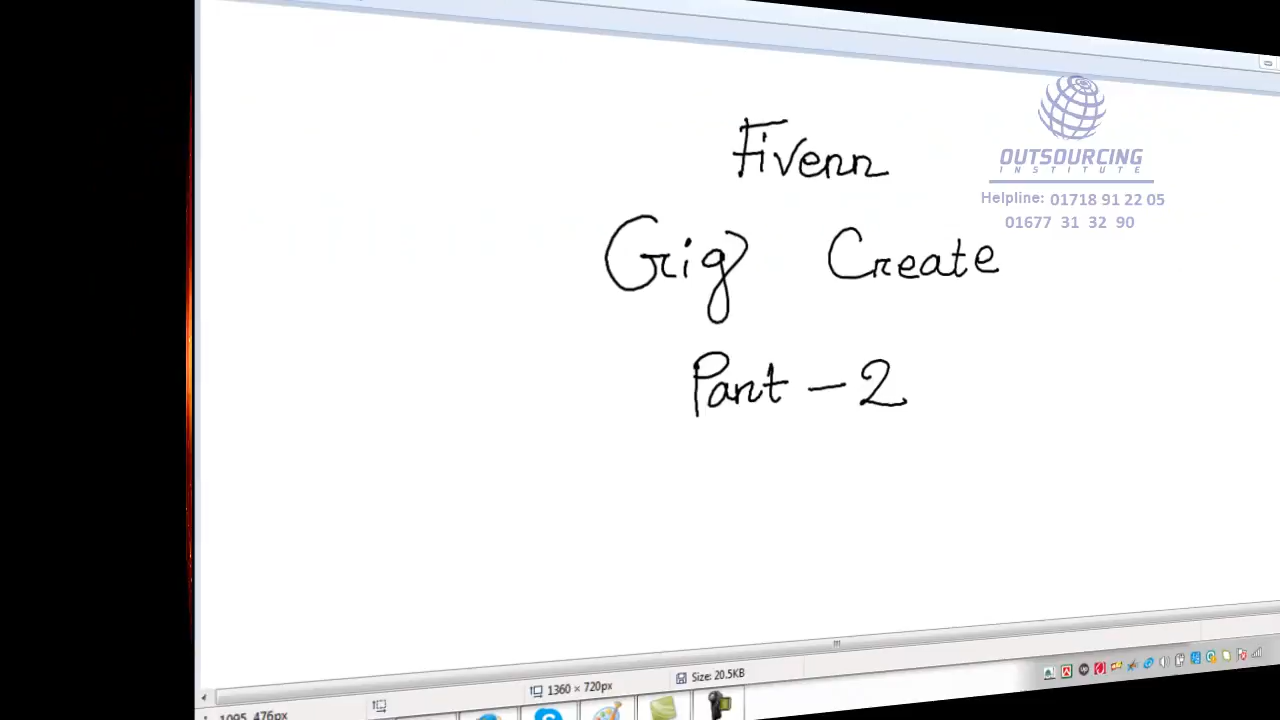 Fiverr
Gig Create
Part - 2
OUTSOURCING
INSTITUTE
Helpline: 01718 91 22 05
01677 31 32 90
Size: 20.5KB
1360 × 720px
1095, 476px